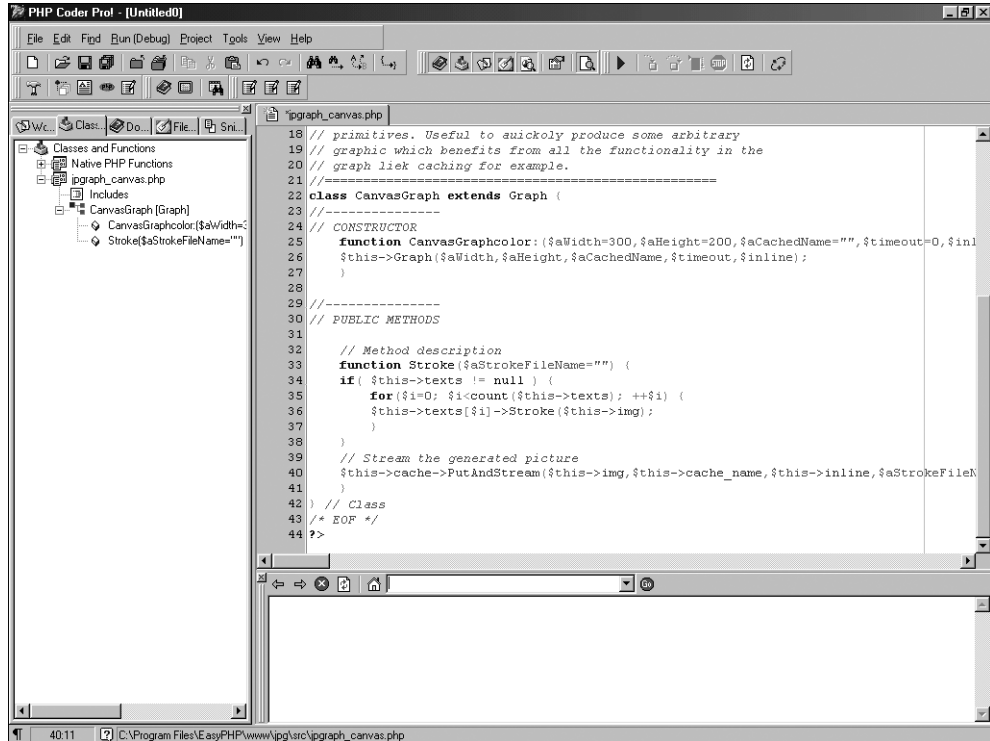 PHP Coder Pro! - [Untitled0]
File Edit Find Run (Debug) Project Tools View Help
Wc... Class... Do... File... Sni...
Classes and Functions
Native PHP Functions
jpgraph_canvas.php
Includes
CanvasGraph [Graph]
CanvasGraphcolor:($aWidth=3
Stroke($aStrokeFileName="")
*jpgraph_canvas.php
18 // primitives. Useful to auickoly produce some arbitrary
19 // graphic which benefits from all the functionality in the
20 // graph liek caching for example.
21 //===================================================
22 class CanvasGraph extends Graph {
23 //---------------
24 // CONSTRUCTOR
25 function CanvasGraphcolor:($aWidth=300,$aHeight=200,$aCachedName="",$timeout=0,$inl
26 $this->Graph($aWidth,$aHeight,$aCachedName,$timeout,$inline);
27 }
28
29 //---------------
30 // PUBLIC METHODS
31
32 // Method description
33 function Stroke($aStrokeFileName="") {
34 if( $this->texts != null ) {
35 for($i=0; $i<count($this->texts); ++$i) {
36 $this->texts[$i]->Stroke($this->img);
37 }
38 }
39 // Stream the generated picture
40 $this->cache->PutAndStream($this->img,$this->cache_name,$this->inline,$aStrokeFileN
41 }
42 } // Class
43 /* EOF */
44 ?>
Go
40:11 C:\Program Files\EasyPHP\www\jpg\src\jpgraph_canvas.php